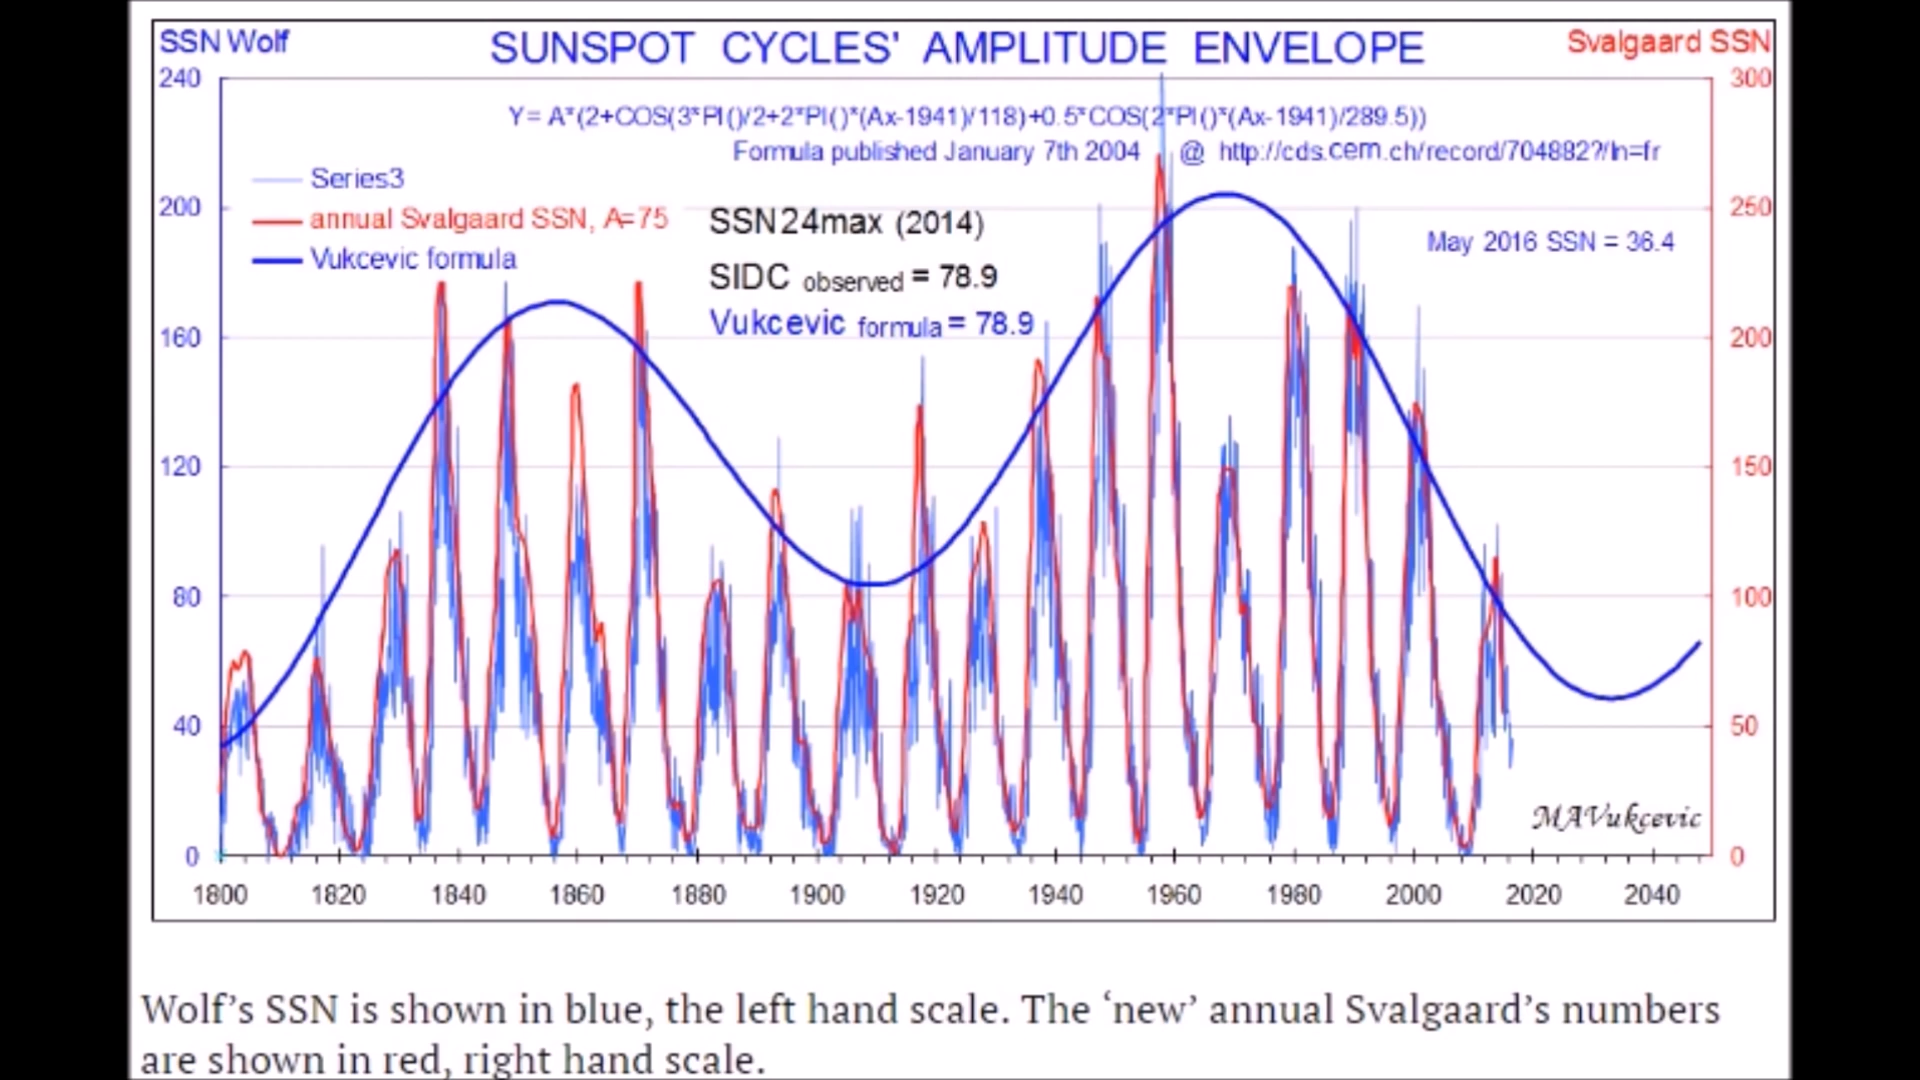 SSN Wolf SUNSPOT CYCLES' AMPLITUDE ENVELOPE Svalgaard SSN
240 300
Y= A*(2+COS(3*PI()/2+2*PI()*(Ax-1941)/118)+0.5*COS(2*PI()*(Ax-1941)/289.5))
Formula published January 7th 2004 @ http://cds.cern.ch/record/704882?/ln=fr
Series3
annual Svalgaard SSN, A=75
Vukcevic formula
200 250
SSN24max (2014)
May 2016 SSN = 36.4
SIDC observed = 78.9
Vukcevic formula = 78.9
160 200
120 150
80 100
40 50
MAVukcevic
0 0
1800 1820 1840 1860 1880 1900 1920 1940 1960 1980 2000 2020 2040
Wolf’s SSN is shown in blue, the left hand scale. The ‘new’ annual Svalgaard’s numbers
are shown in red, right hand scale.